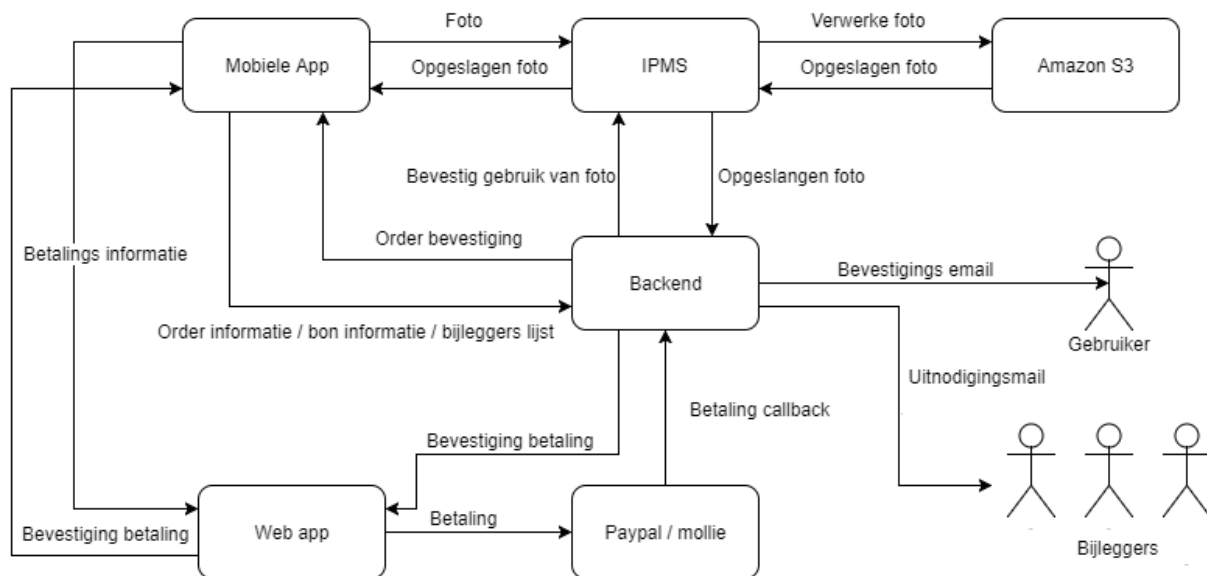 Foto
Verwerke foto
Mobiele App
IPMS
Amazon S3
Opgeslagen foto
Opgeslagen foto
Bevestig gebruik van foto
Opgeslangen foto
Order bevestiging
Betalings informatie
Backend
Bevestigings email
Order informatie / bon informatie / bijleggers lijst
Gebruiker
Uitnodigingsmail
Betaling callback
Bevestiging betaling
Betaling
Bevestiging betaling
Web app
Paypal / mollie
Bijleggers